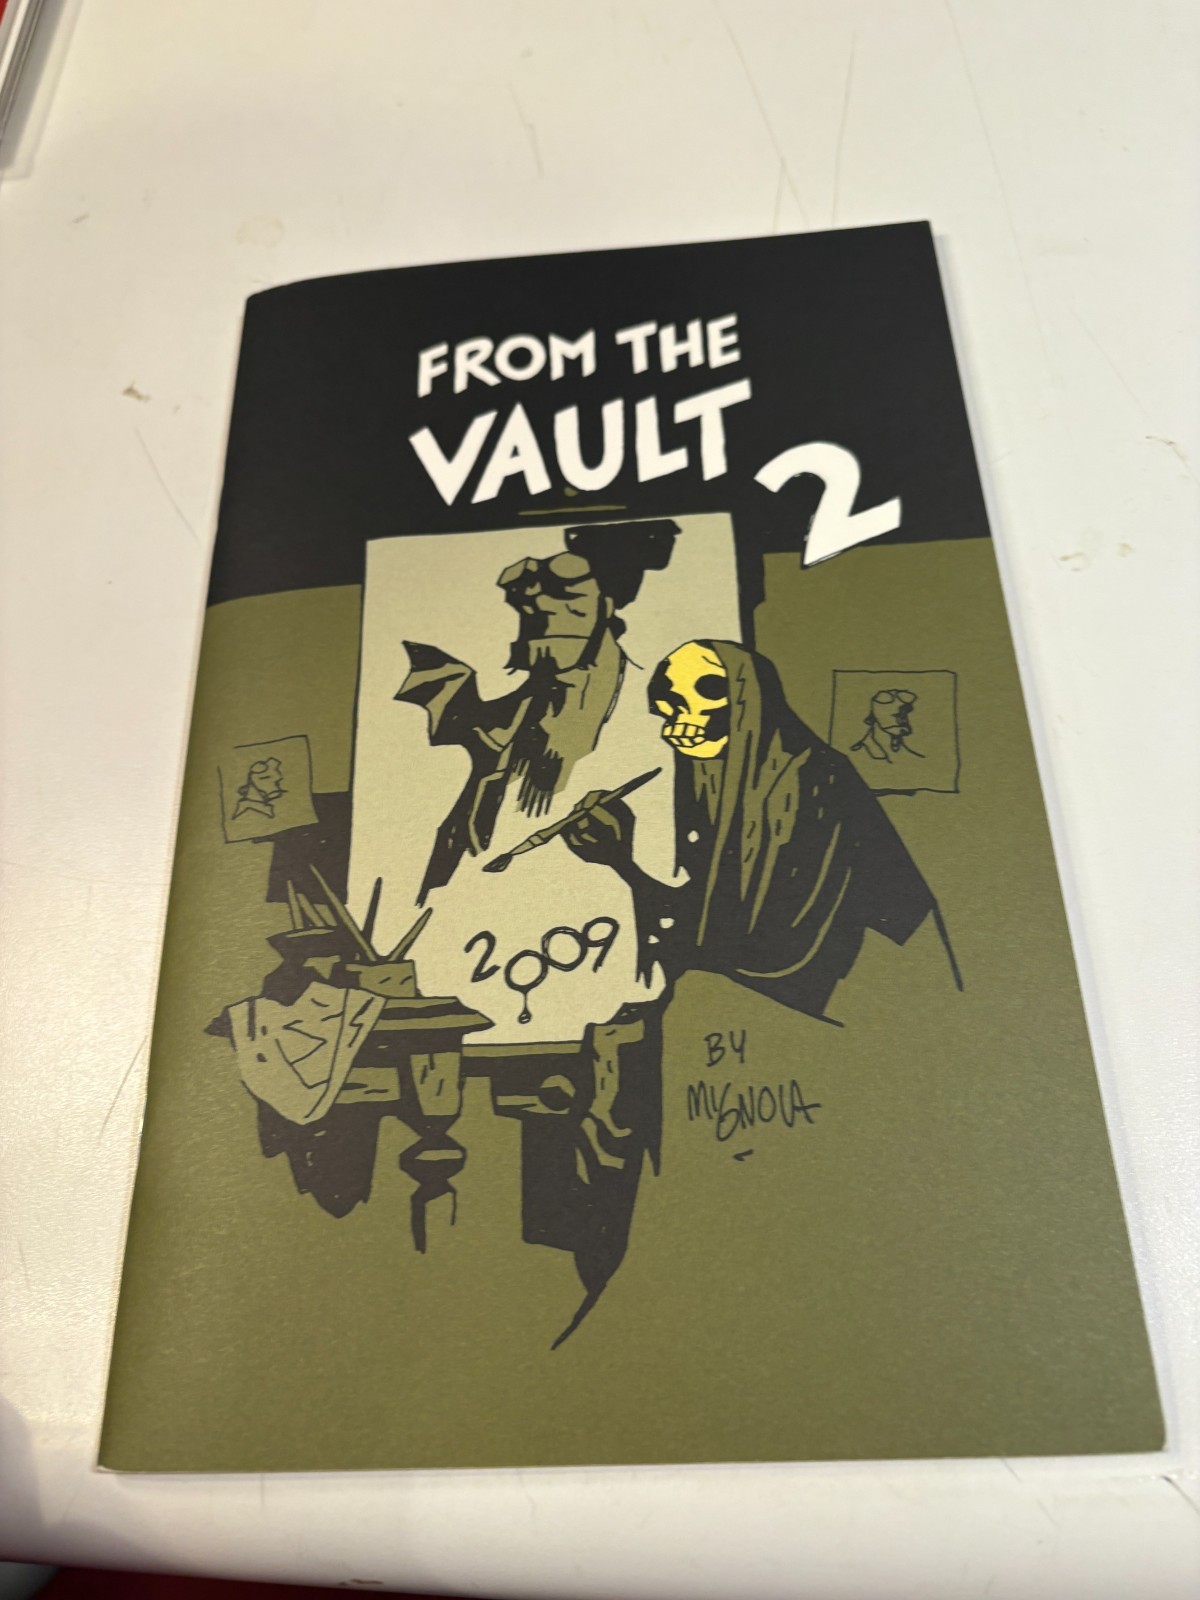 FROM THE
VAULT
2
2009
BY
MIGNOLA